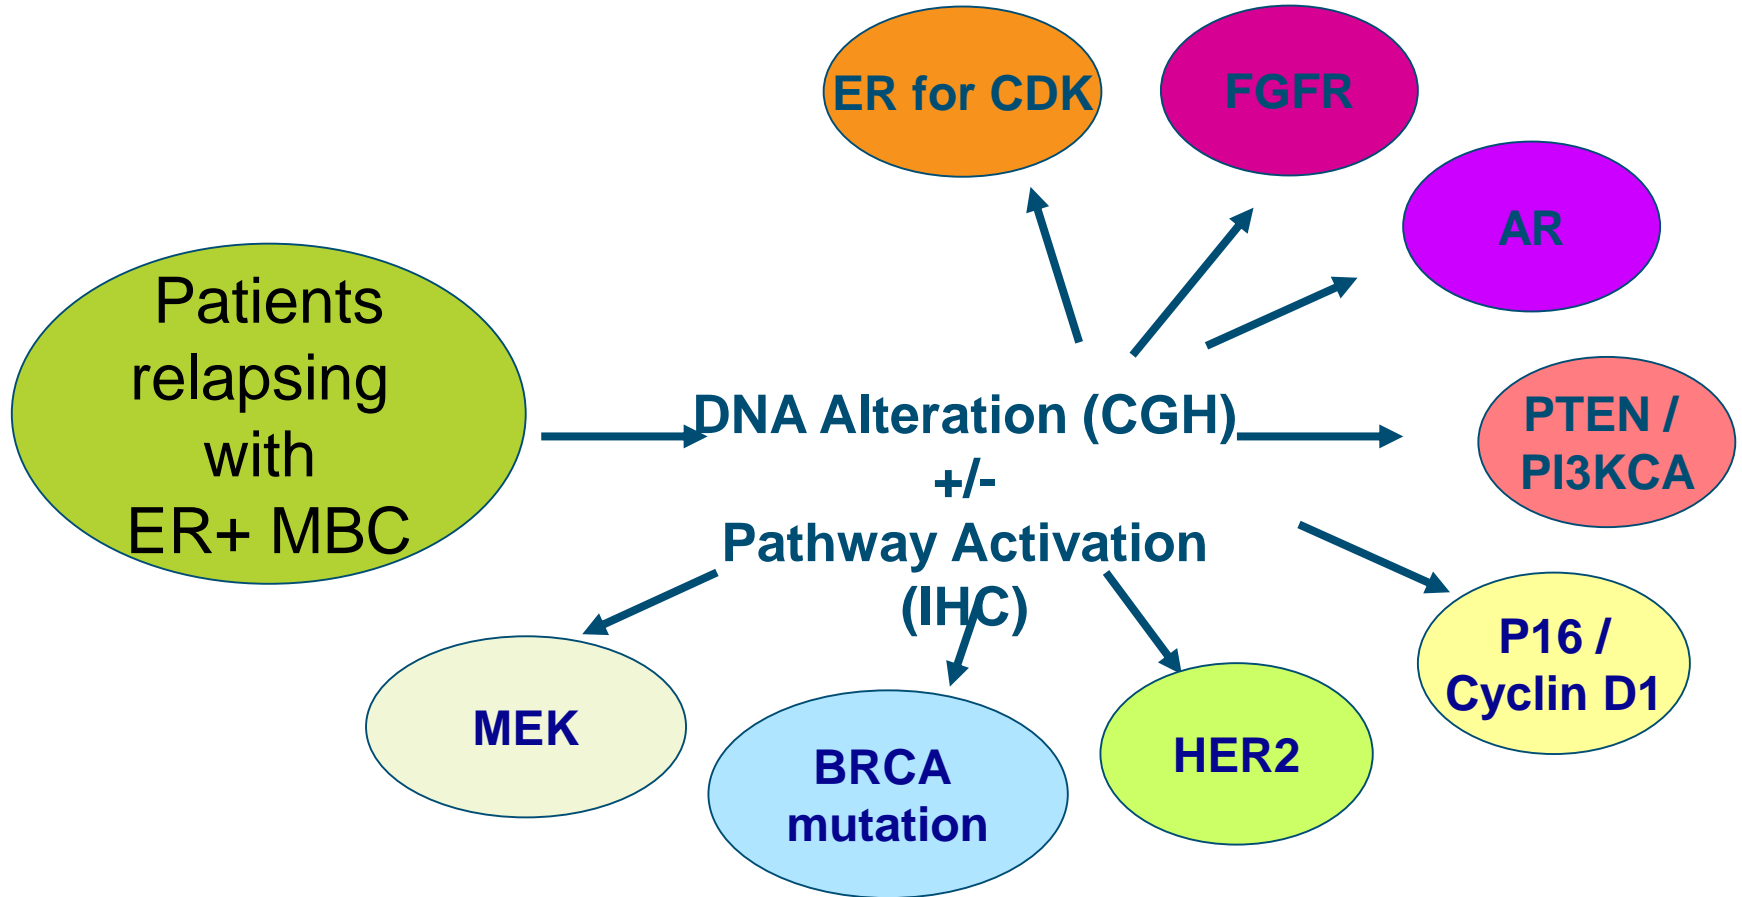 ER for CDK
FGFR
AR
Patients
relapsing
with
ER+ MBC
DNA Alteration (CGH)
+/-
Pathway Activation
(IHC)
PTEN /
PI3KCA
P16 /
Cyclin D1
HER2
BRCA
mutation
MEK